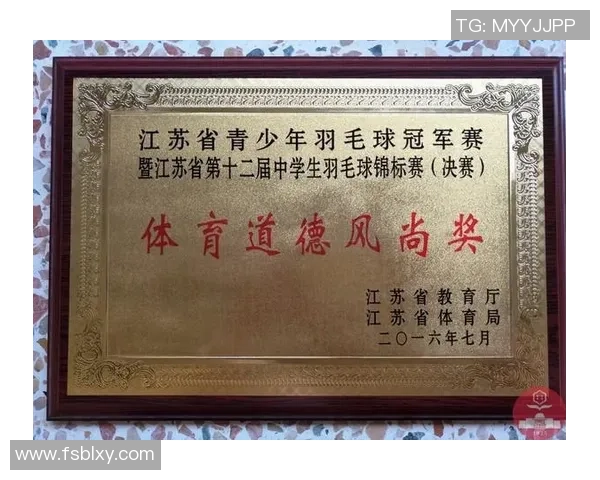 TG: MYYJJPP
江苏省青少年羽毛球冠军赛
暨江苏省第十二届中学生羽毛球锦标赛（决赛）
体育道德风尚奖
江苏省教育厅
江苏省体育局
二〇一六年七月
www.fsblxy.com